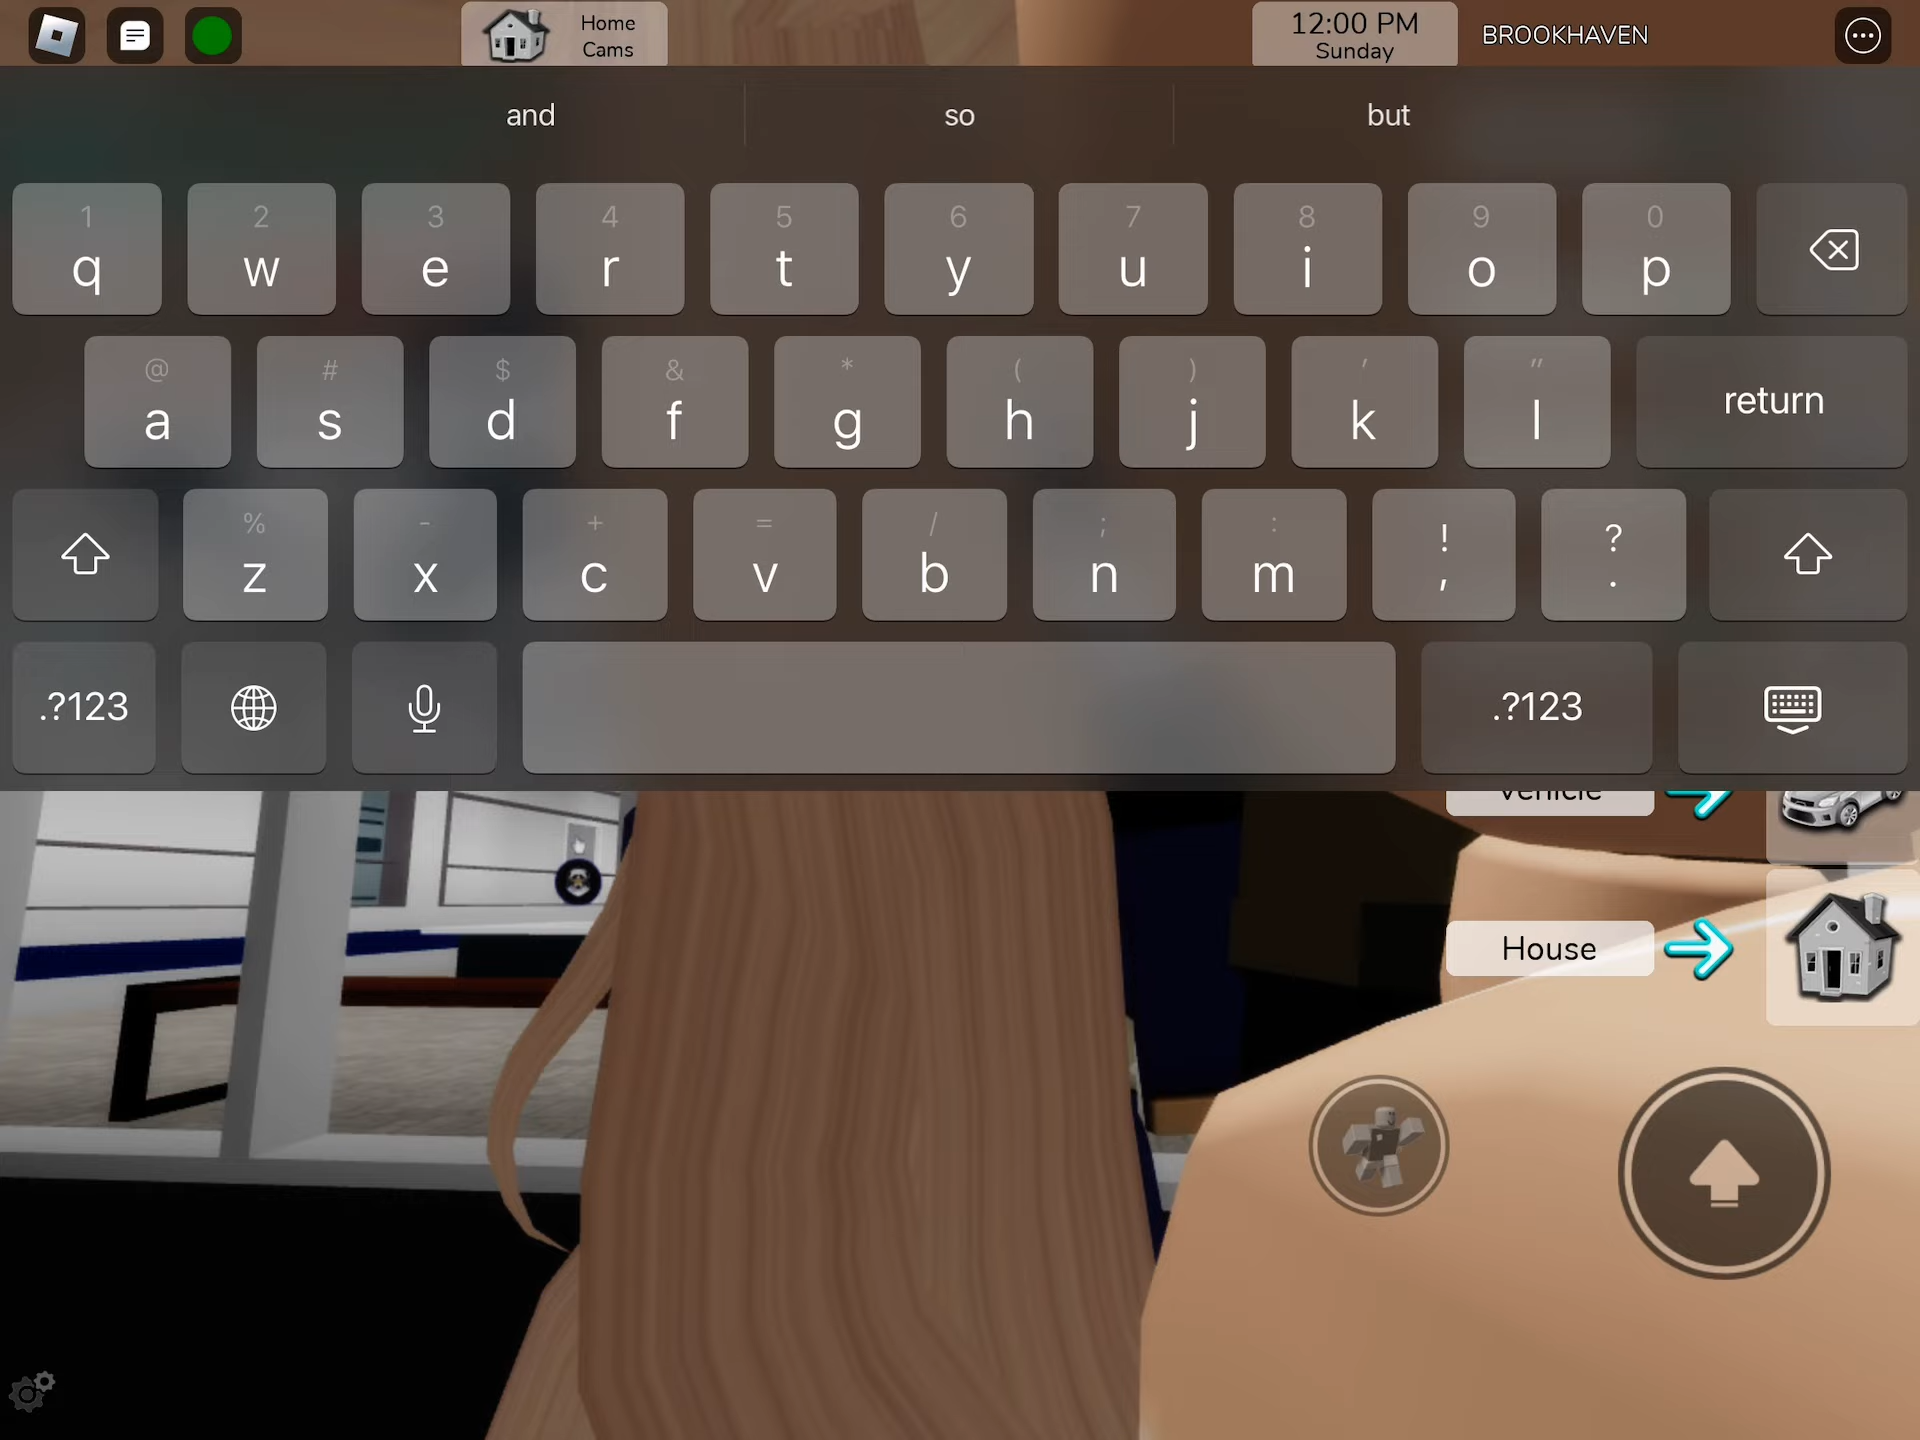 Home
Cams
12:00 PM
Sunday
BROOKHAVEN
and so but
1 2 3 4 5 6 7 8 9 0
q w e r t y u i o p
@ # $ & * ( ) ' "
a s d f g h j k l return
% - + = / ; : ! ?
z x c v b n m , .
.?123 .?123
Vehicle
House